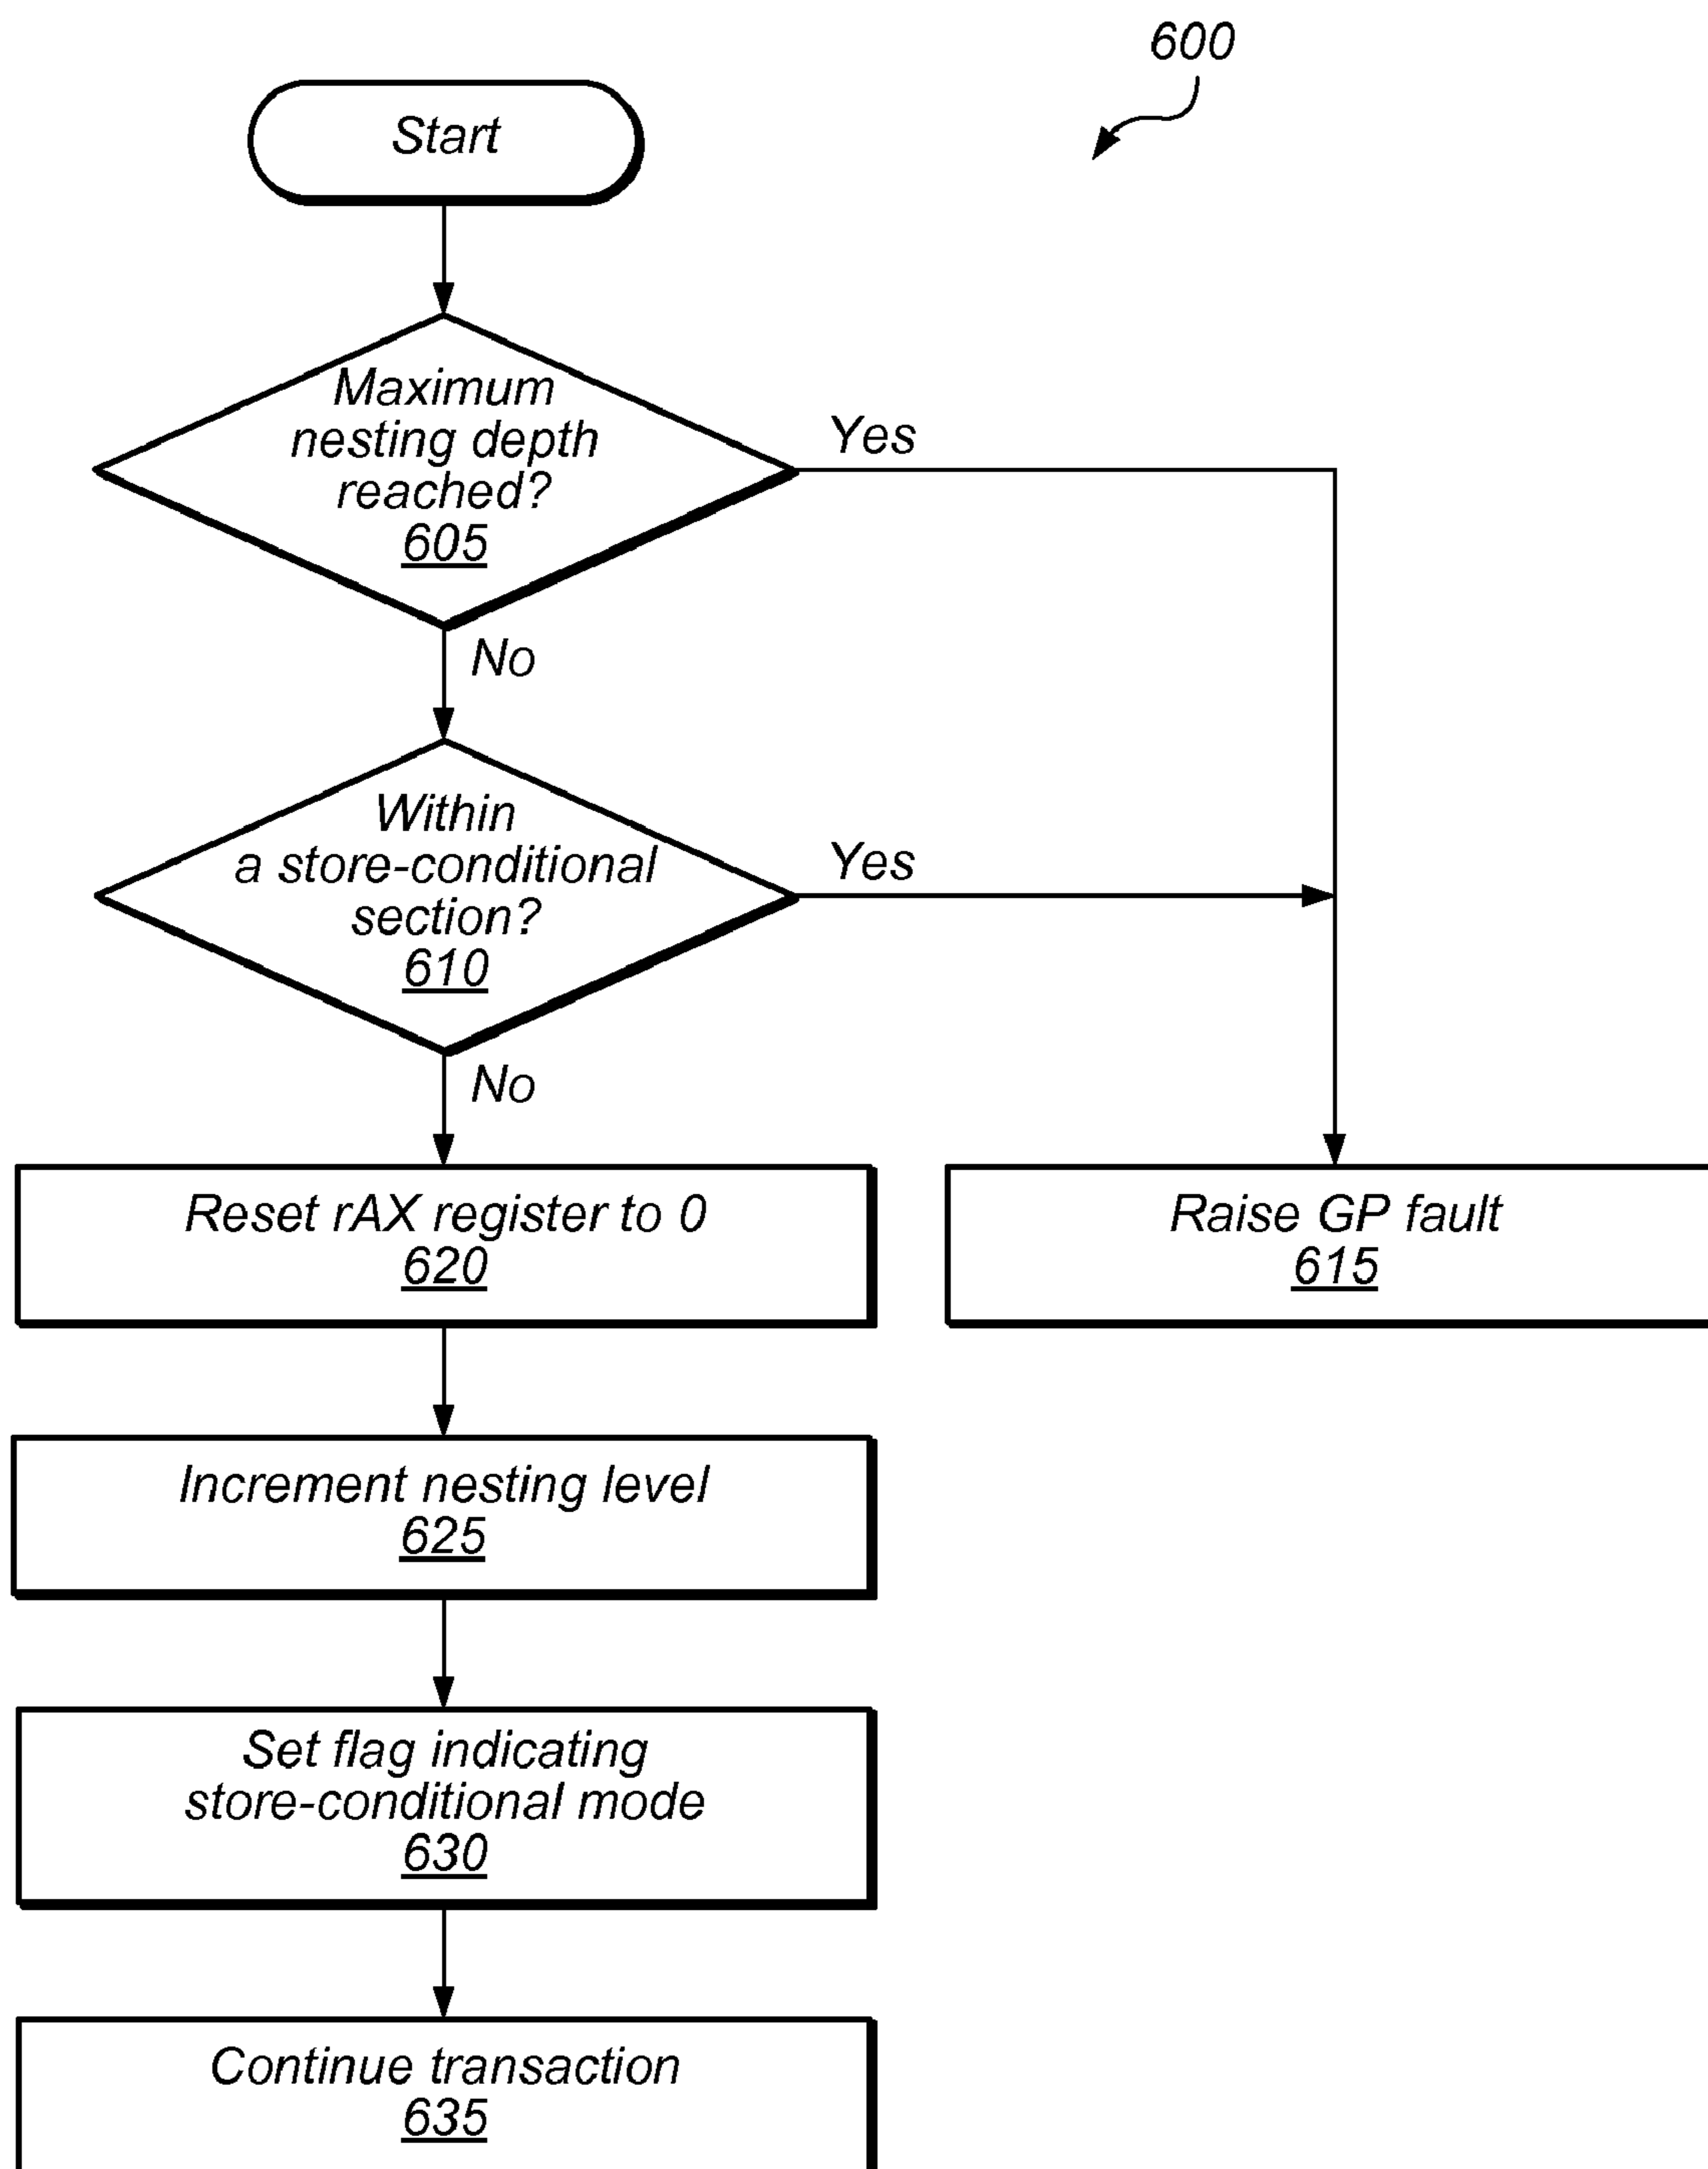 600
Start
Maximum
nesting depth
reached?
605
Yes
No
Within
a store-conditional
section?
610
Yes
No
Reset rAX register to 0
620
Raise GP fault
615
Increment nesting level
625
Set flag indicating
store-conditional mode
630
Continue transaction
635